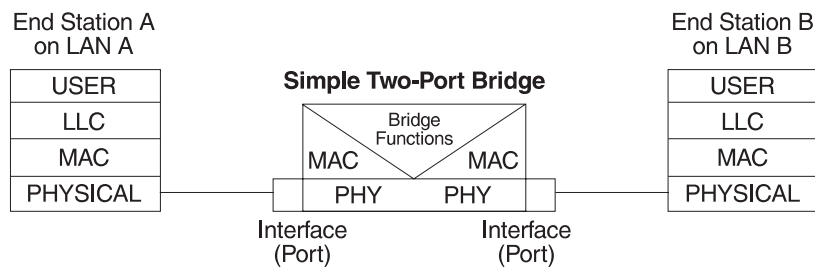 End Station A
on LAN A
USER
LLC
MAC
PHYSICAL
Simple Two-Port Bridge
Bridge
Functions
MAC MAC
PHY PHY
Interface
(Port)
Interface
(Port)
End Station B
on LAN B
USER
LLC
MAC
PHYSICAL